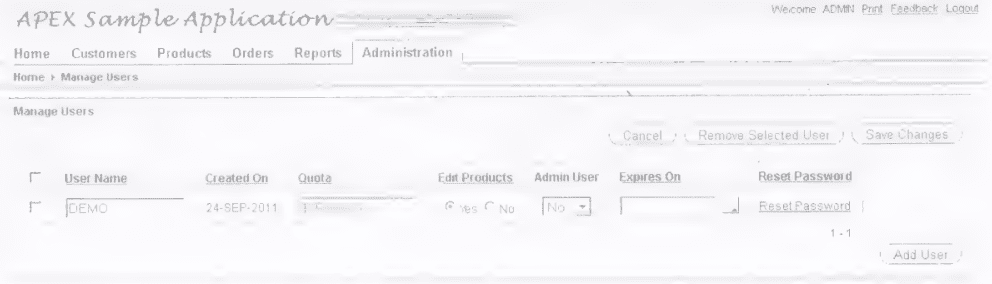 APEX Sample Application
Welcome ADMIN Print Feedback Logout
Home Customers Products Orders Reports Administration
Home > Manage Users
Manage Users
Cancel Remove Selected User Save Changes
User Name Created On Quota Edit Products Admin User Expires On Reset Password
DEMO 24-SEP-2011 Yes No No Reset Password
1 - 1
Add User